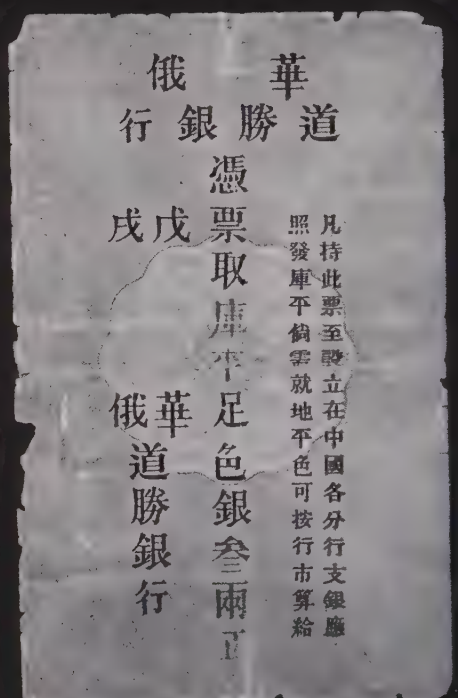 華俄
道勝銀行
凡持此票至設立在中國各分行支銀應
照發庫平倘需就地平色可按行市算給
憑票取庫平足色銀叁兩正
戊戌
華俄
道勝銀行